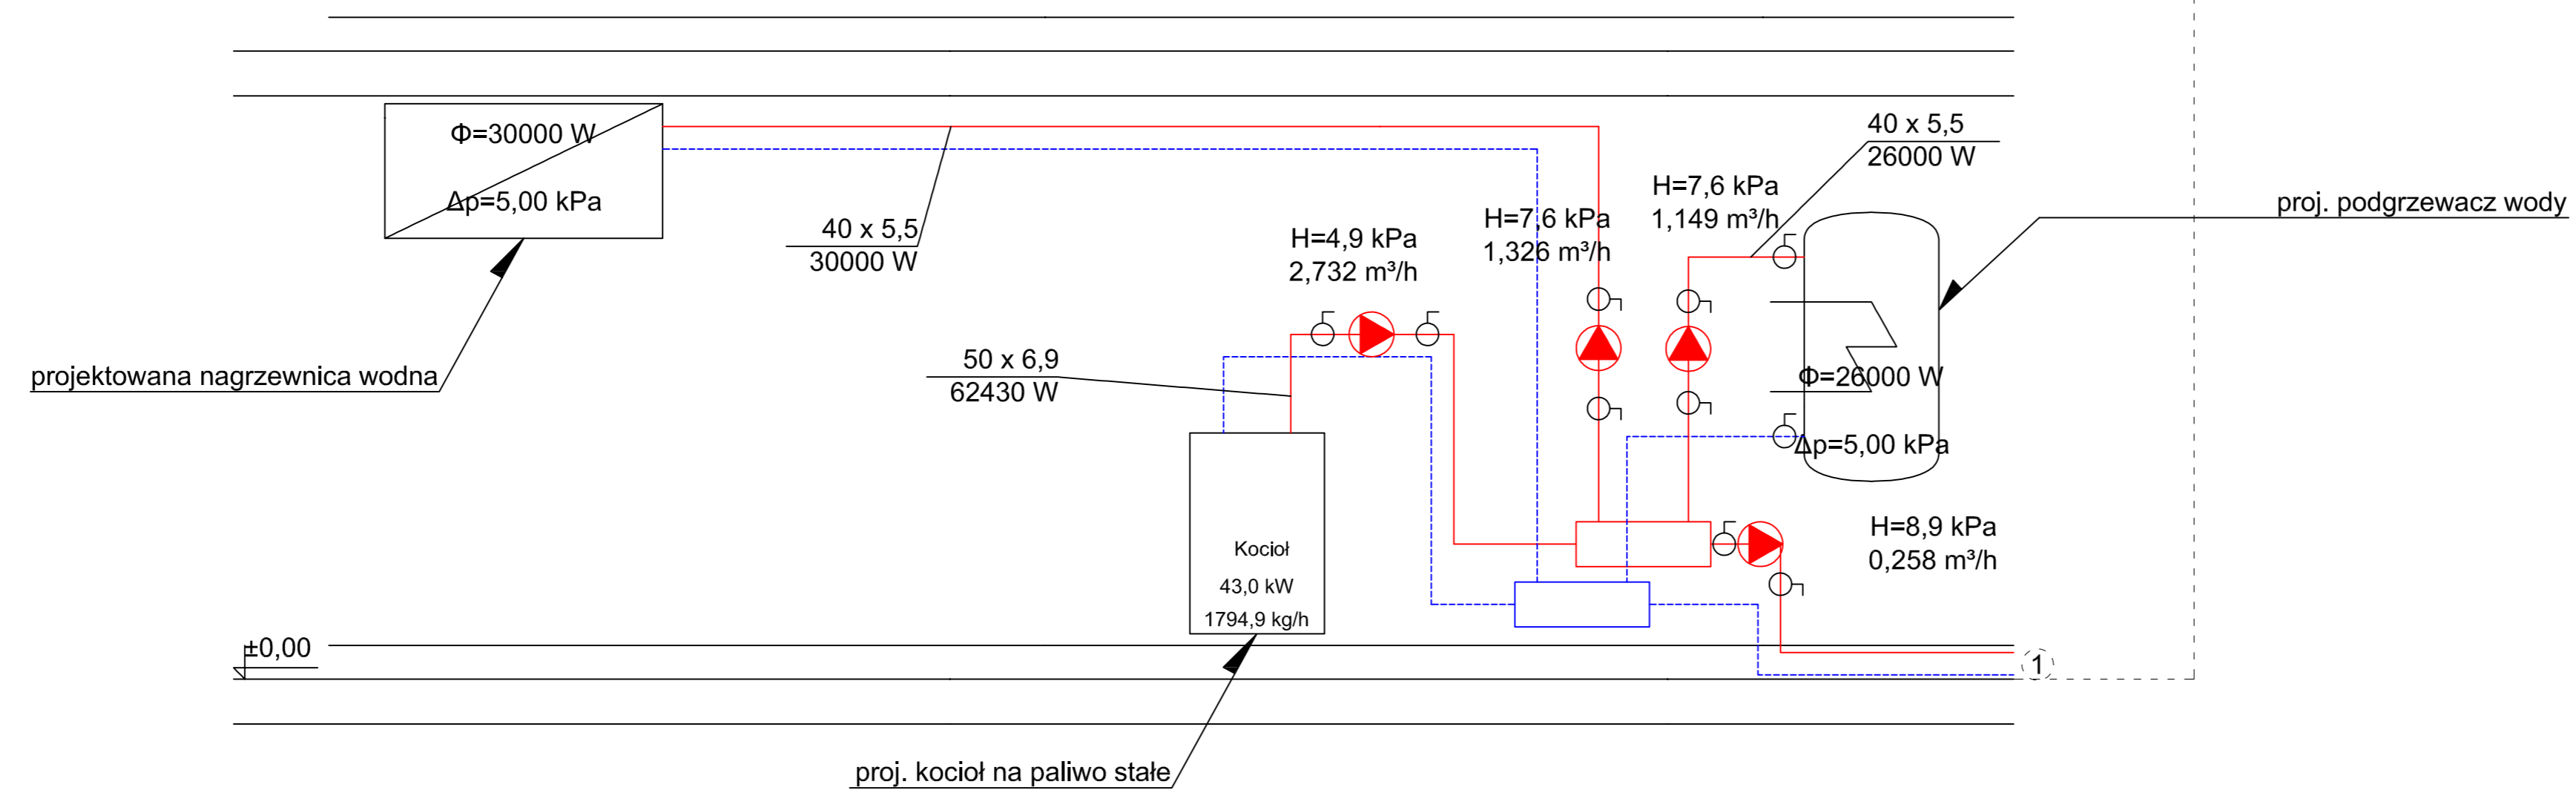 Φ=30000 W
Δp=5,00 kPa
40 x 5,5
30000 W
projektowana nagrzewnica wodna
50 x 6,9
62430 W
H=4,9 kPa
2,732 m³/h
H=7,6 kPa
1,326 m³/h
H=7,6 kPa
1,149 m³/h
40 x 5,5
26000 W
proj. podgrzewacz wody
Φ=26000 W
Δp=5,00 kPa
H=8,9 kPa
0,258 m³/h
Kocioł
43,0 kW
1794,9 kg/h
±0,00
1
proj. kocioł na paliwo stałe